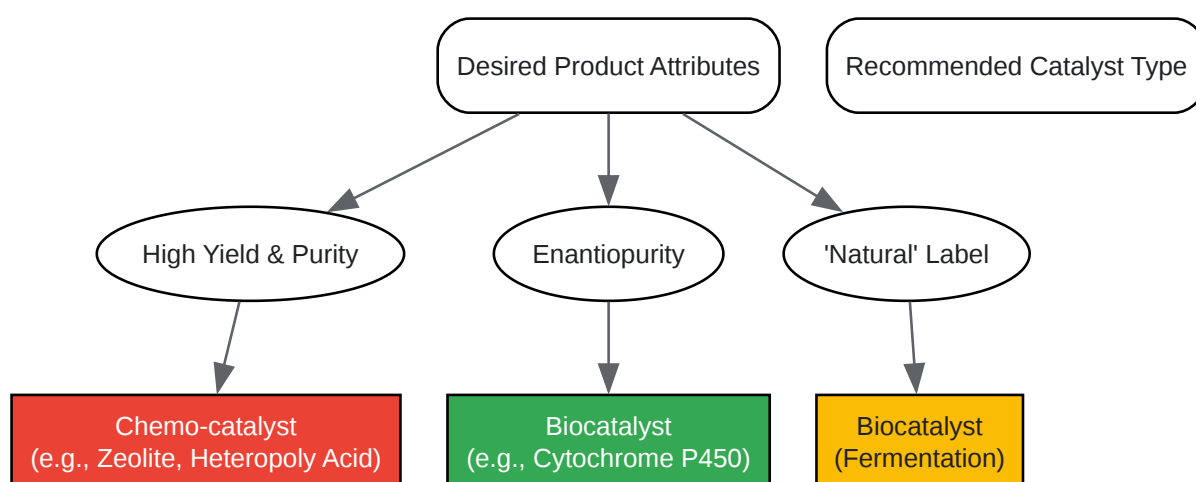 Desired Product Attributes
Recommended Catalyst Type
High Yield & Purity
Enantiopurity
'Natural' Label
Chemo-catalyst
(e.g., Zeolite, Heteropoly Acid)
Biocatalyst
(e.g., Cytochrome P450)
Biocatalyst
(Fermentation)